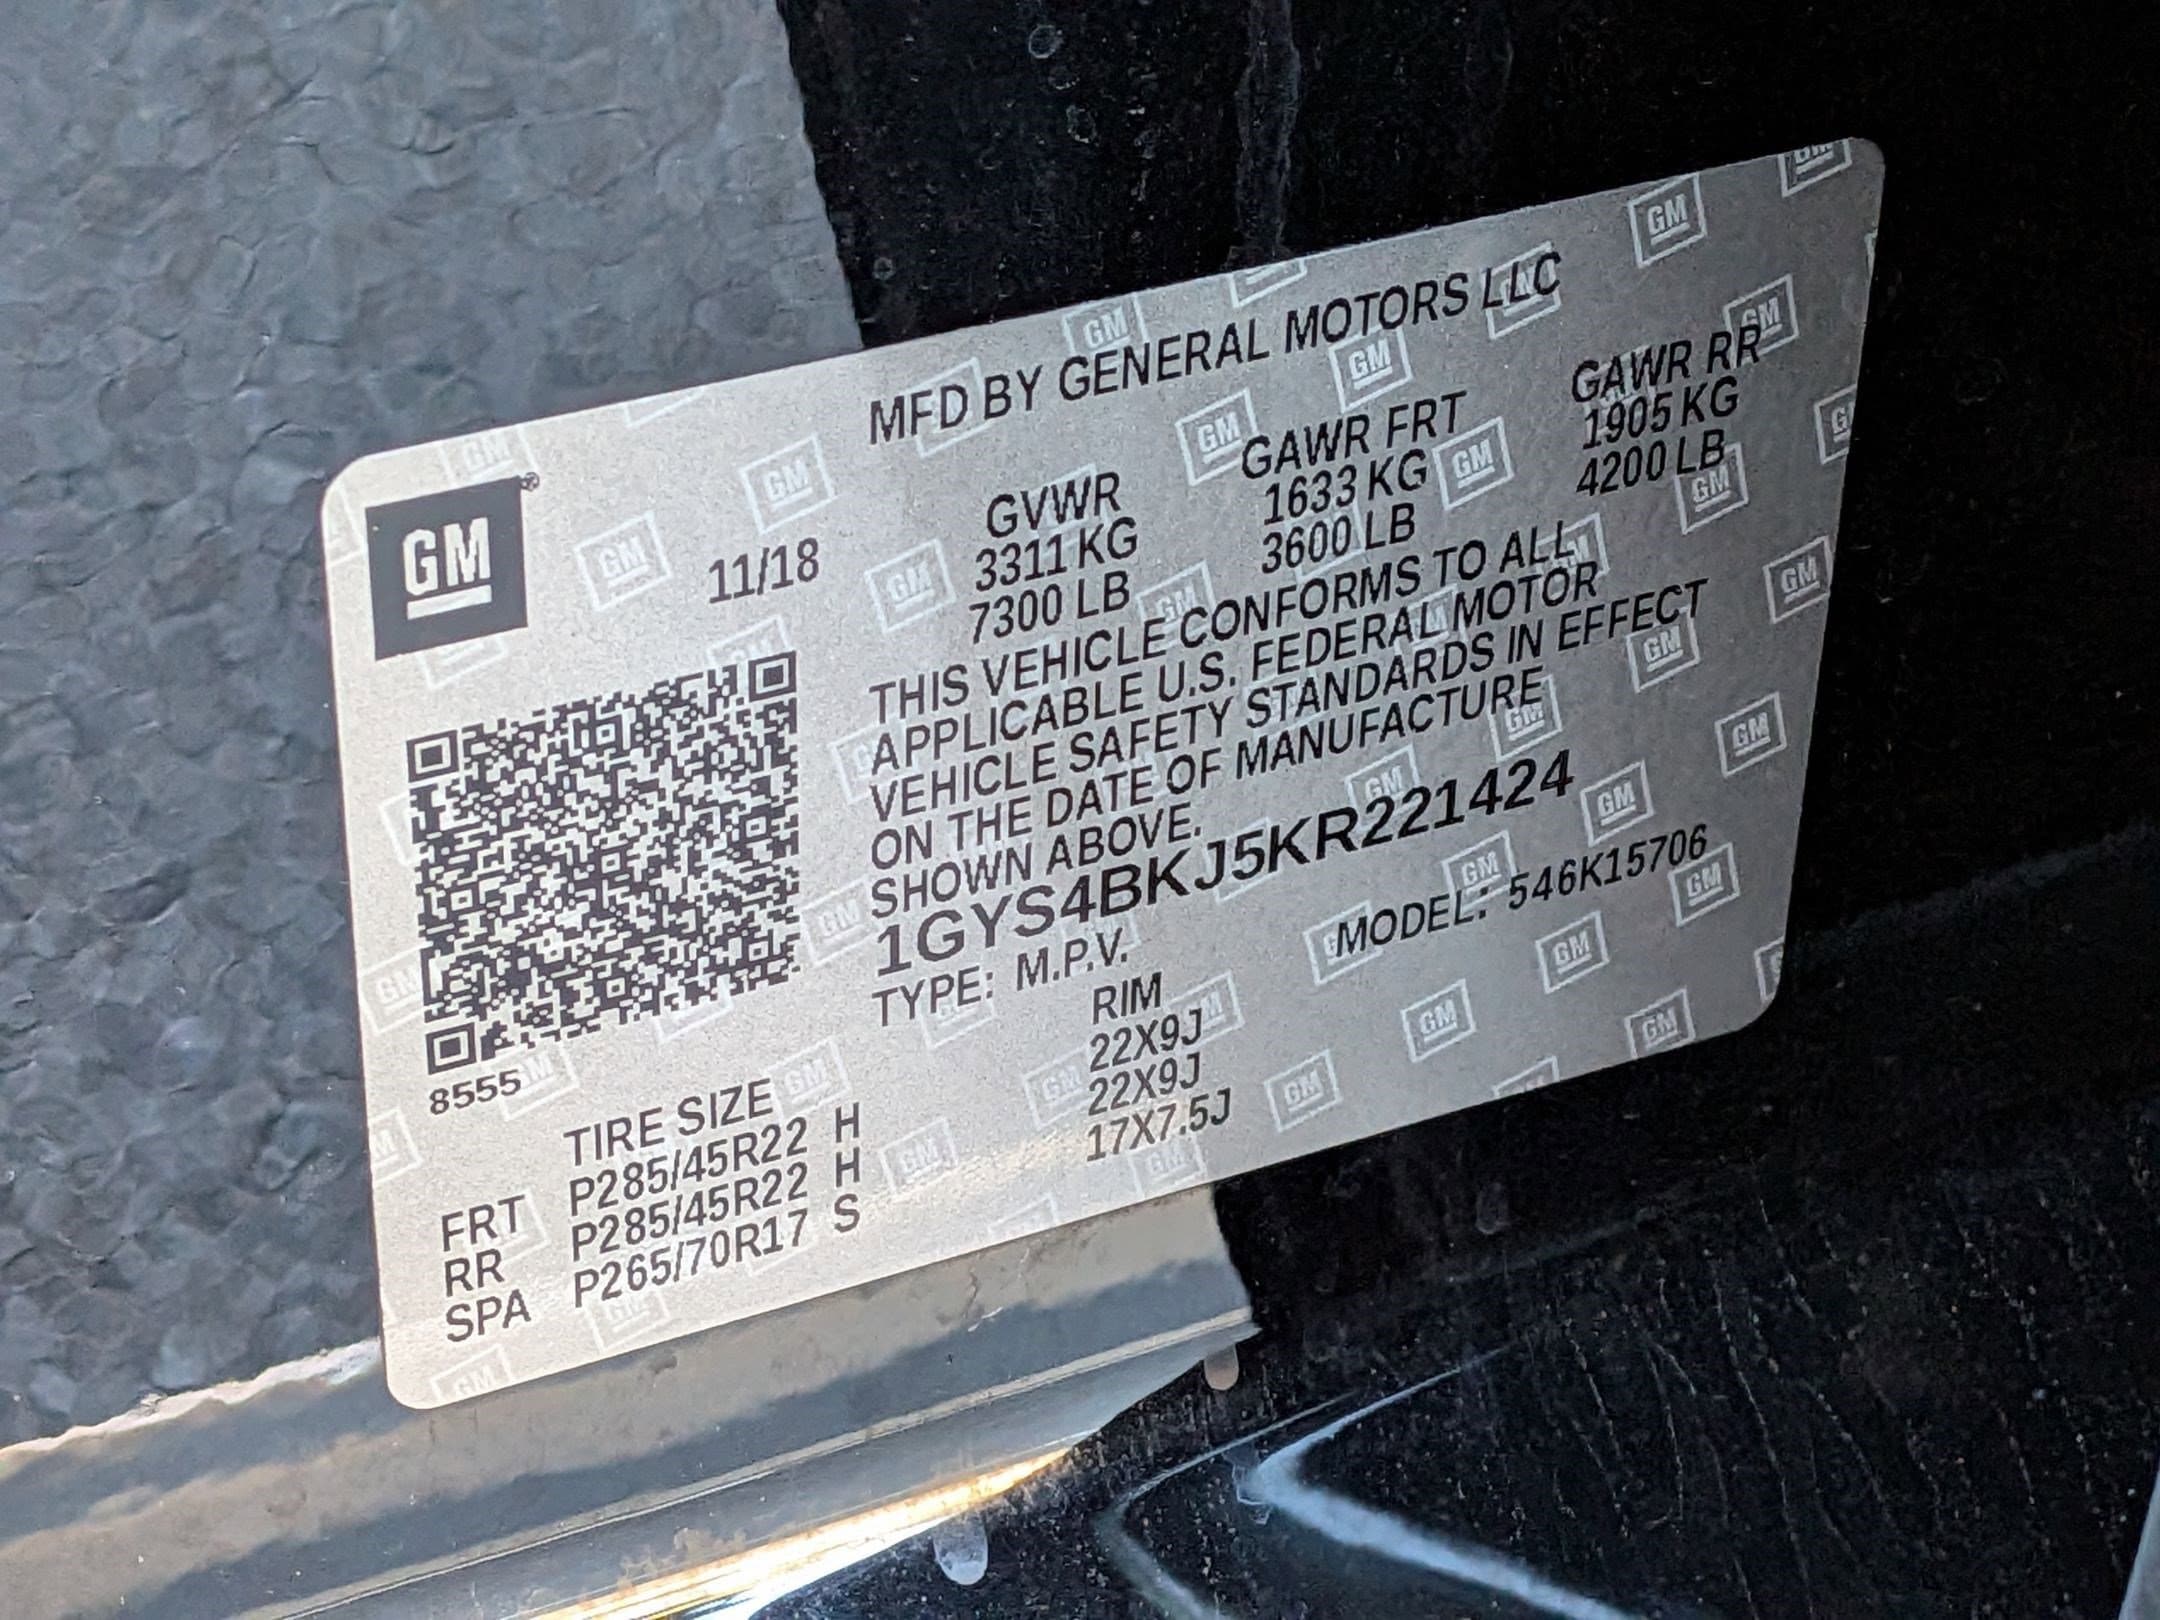 MFD BY GENERAL MOTORS LLC
GM
11/18
GVWR GAWR FRT GAWR RR
3311 KG 1633 KG 1905 KG
7300 LB 3600 LB 4200 LB
THIS VEHICLE CONFORMS TO ALL
APPLICABLE U.S. FEDERAL MOTOR
VEHICLE SAFETY STANDARDS IN EFFECT
ON THE DATE OF MANUFACTURE
SHOWN ABOVE.
1GYS4BKJ5KR221424
TYPE: M.P.V. MODEL: 546K15706
8555
TIRE SIZE RIM
FRT P285/45R22 H 22X9J
RR P285/45R22 H 22X9J
SPA P265/70R17 S 17X7.5J